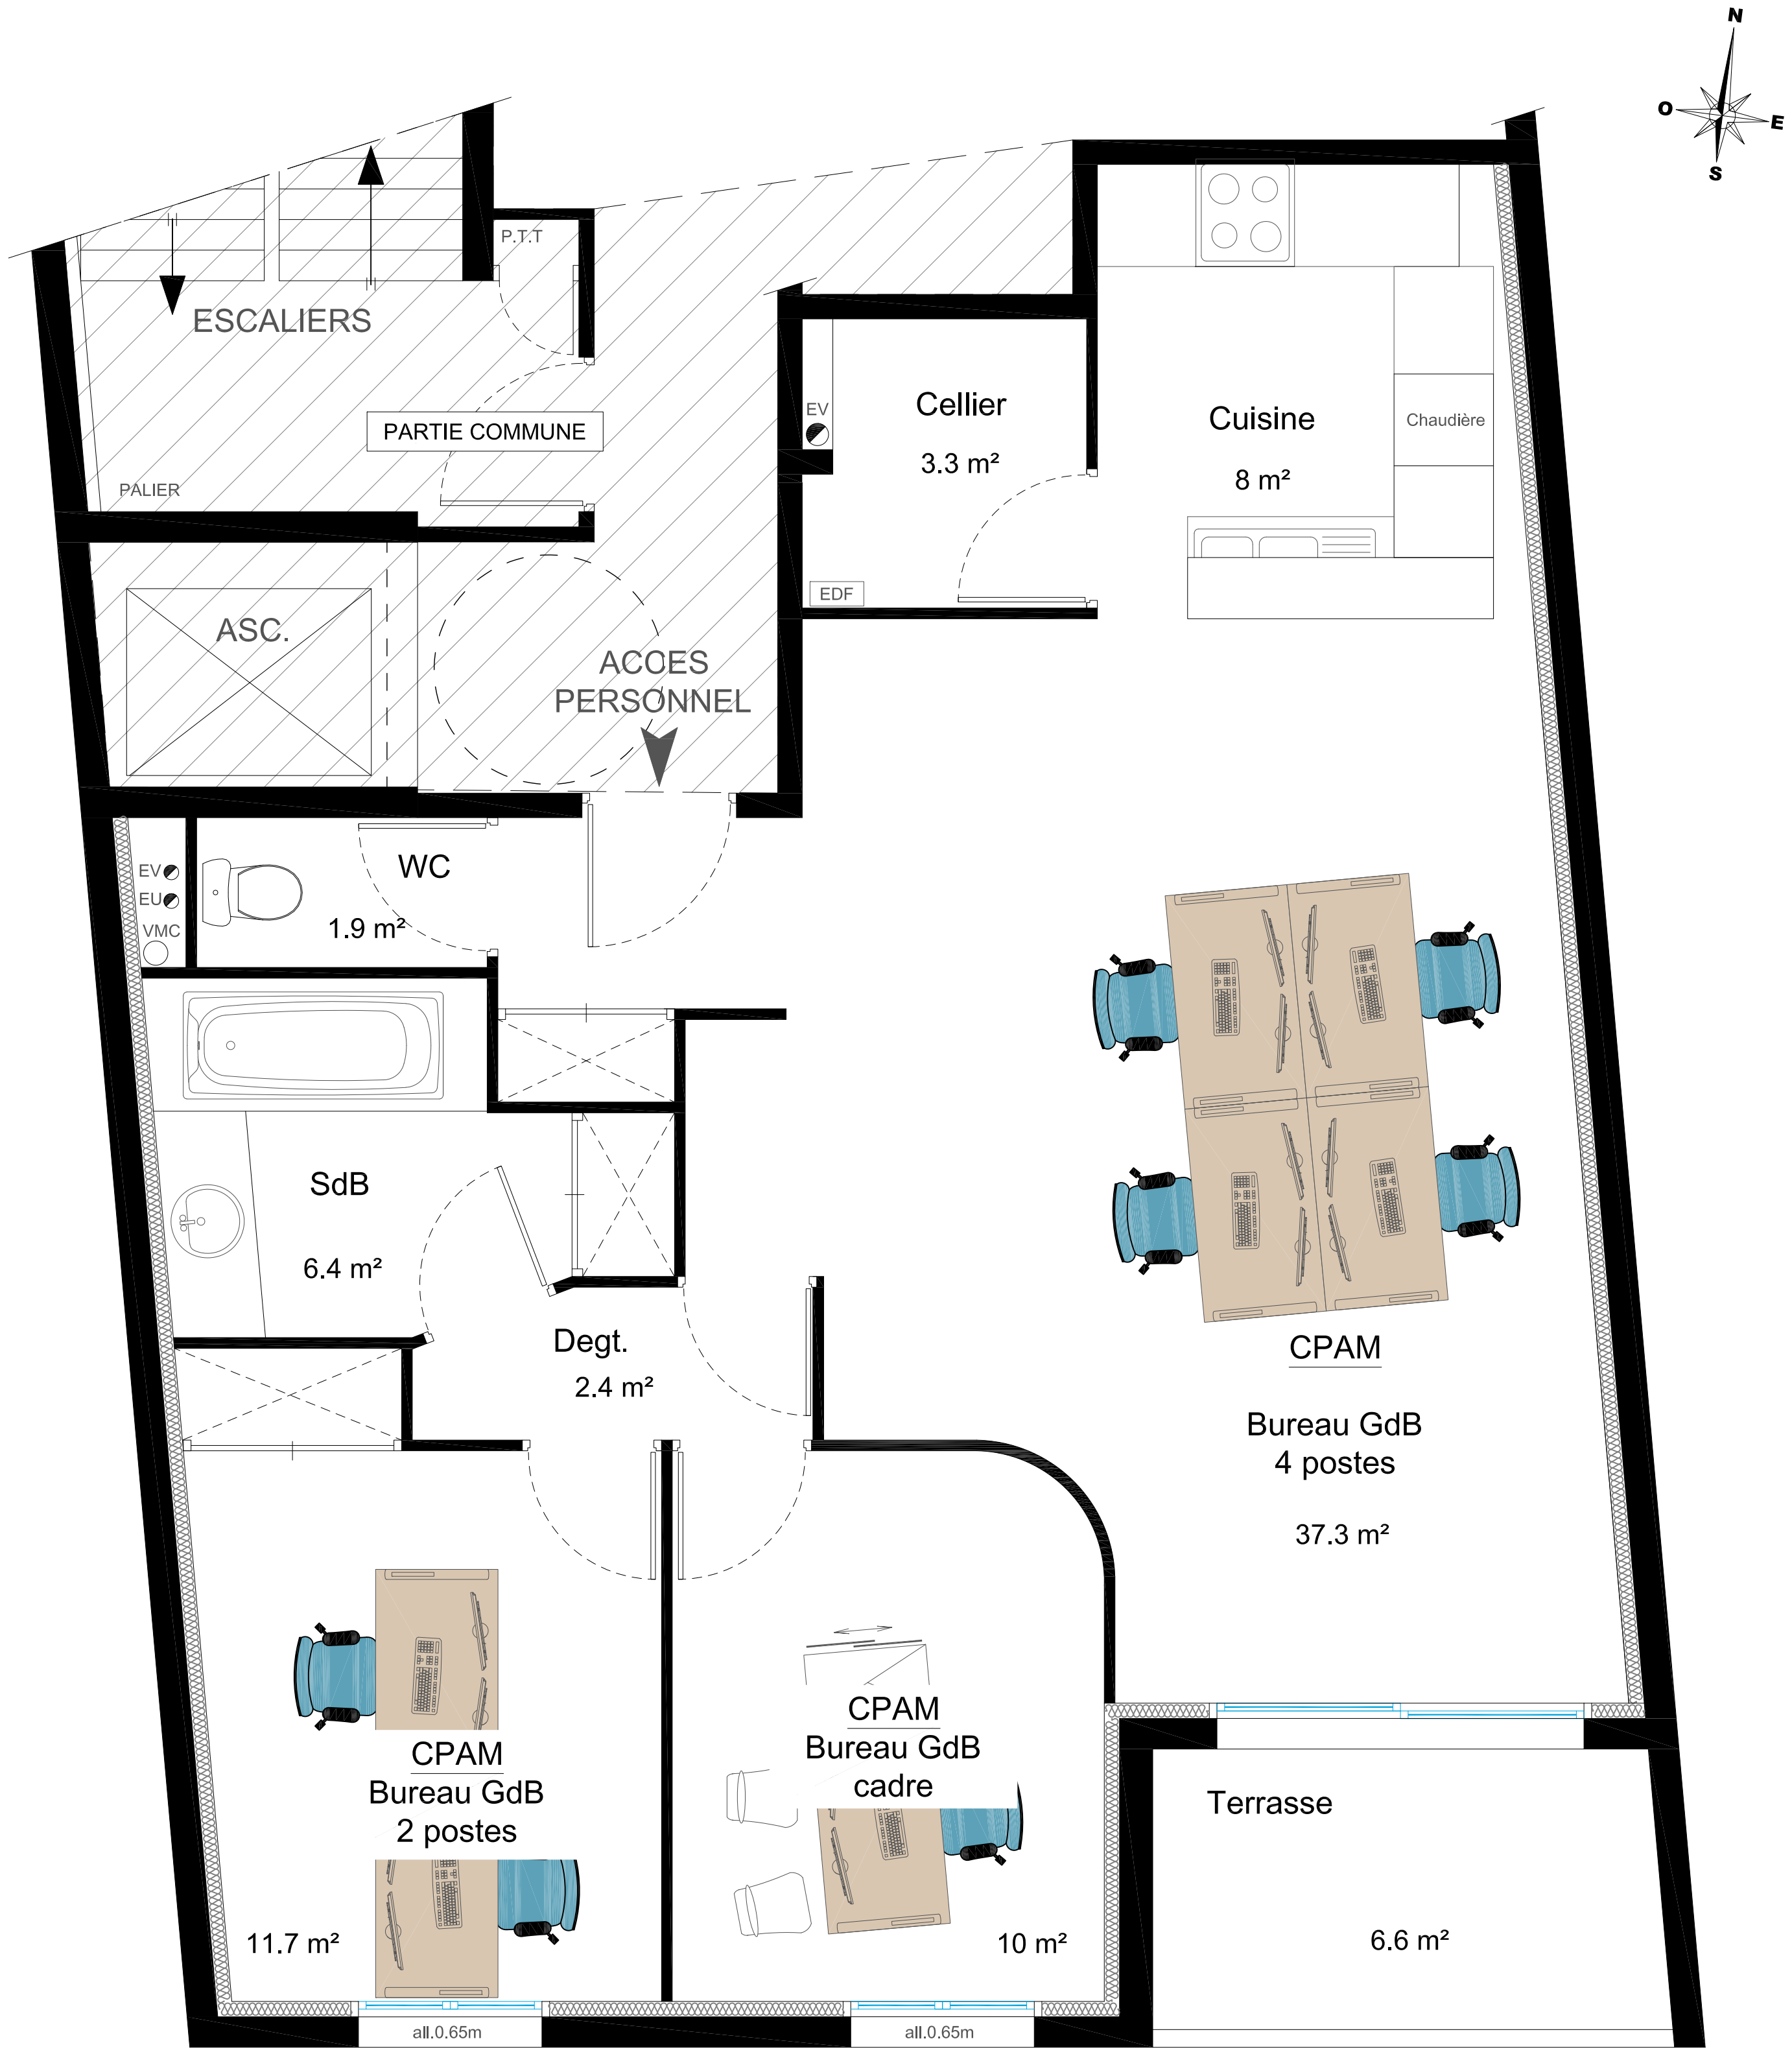 N
O
E
S
P.T.T
ESCALIERS
PARTIE COMMUNE
PALIER
EV
Cellier
3.3 m²
EDF
Cuisine
8 m²
Chaudière
ASC.
ACCES
PERSONNEL
EV
EU
VMC
WC
1.9 m²
SdB
6.4 m²
Degt.
2.4 m²
CPAM
Bureau GdB
4 postes
37.3 m²
CPAM
Bureau GdB
2 postes
11.7 m²
CPAM
Bureau GdB
cadre
10 m²
Terrasse
6.6 m²
all.0.65m
all.0.65m